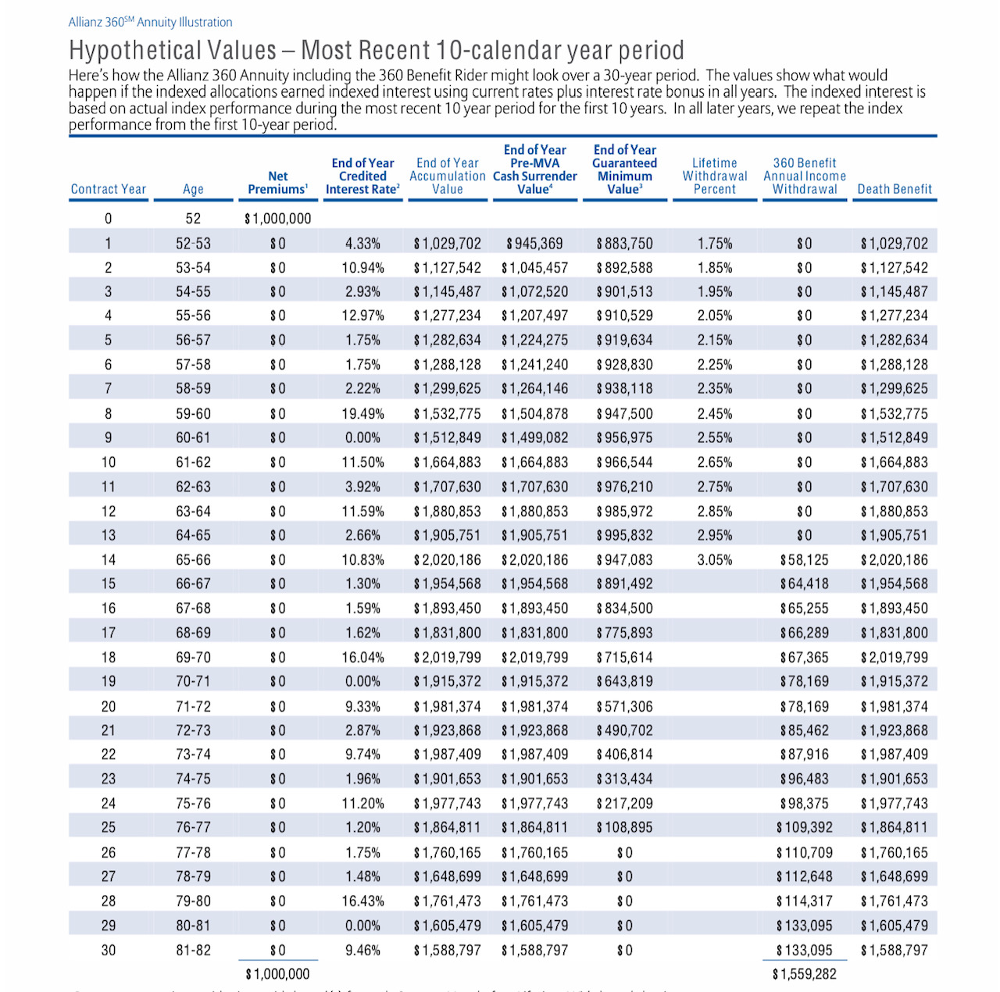 Allianz 360SM Annuity Illustration
Hypothetical Values – Most Recent 10-calendar year period
Here's how the Allianz 360 Annuity including the 360 Benefit Rider might look over a 30-year period. The values show what would
happen if the indexed allocations earned indexed interest using current rates plus interest rate bonus in all years. The indexed interest is
based on actual index performance during the most recent 10 year period for the first 10 years. In all later years, we repeat the index
performance from the first 10-year period.
Contract Year Age Net Premiums¹ End of Year Credited Interest Rate² End of Year Accumulation Value End of Year Pre-MVA Cash Surrender Value⁴ End of Year Guaranteed Minimum Value³ Lifetime Withdrawal Percent 360 Benefit Annual Income Withdrawal Death Benefit
0 52 $1,000,000
1 52-53 $0 4.33% $1,029,702 $945,369 $883,750 1.75% $0 $1,029,702
2 53-54 $0 10.94% $1,127,542 $1,045,457 $892,588 1.85% $0 $1,127,542
3 54-55 $0 2.93% $1,145,487 $1,072,520 $901,513 1.95% $0 $1,145,487
4 55-56 $0 12.97% $1,277,234 $1,207,497 $910,529 2.05% $0 $1,277,234
5 56-57 $0 1.75% $1,282,634 $1,224,275 $919,634 2.15% $0 $1,282,634
6 57-58 $0 1.75% $1,288,128 $1,241,240 $928,830 2.25% $0 $1,288,128
7 58-59 $0 2.22% $1,299,625 $1,264,146 $938,118 2.35% $0 $1,299,625
8 59-60 $0 19.49% $1,532,775 $1,504,878 $947,500 2.45% $0 $1,532,775
9 60-61 $0 0.00% $1,512,849 $1,499,082 $956,975 2.55% $0 $1,512,849
10 61-62 $0 11.50% $1,664,883 $1,664,883 $966,544 2.65% $0 $1,664,883
11 62-63 $0 3.92% $1,707,630 $1,707,630 $976,210 2.75% $0 $1,707,630
12 63-64 $0 11.59% $1,880,853 $1,880,853 $985,972 2.85% $0 $1,880,853
13 64-65 $0 2.66% $1,905,751 $1,905,751 $995,832 2.95% $0 $1,905,751
14 65-66 $0 10.83% $2,020,186 $2,020,186 $947,083 3.05% $58,125 $2,020,186
15 66-67 $0 1.30% $1,954,568 $1,954,568 $891,492 $64,418 $1,954,568
16 67-68 $0 1.59% $1,893,450 $1,893,450 $834,500 $65,255 $1,893,450
17 68-69 $0 1.62% $1,831,800 $1,831,800 $775,893 $66,289 $1,831,800
18 69-70 $0 16.04% $2,019,799 $2,019,799 $715,614 $67,365 $2,019,799
19 70-71 $0 0.00% $1,915,372 $1,915,372 $643,819 $78,169 $1,915,372
20 71-72 $0 9.33% $1,981,374 $1,981,374 $571,306 $78,169 $1,981,374
21 72-73 $0 2.87% $1,923,868 $1,923,868 $490,702 $85,462 $1,923,868
22 73-74 $0 9.74% $1,987,409 $1,987,409 $406,814 $87,916 $1,987,409
23 74-75 $0 1.96% $1,901,653 $1,901,653 $313,434 $96,483 $1,901,653
24 75-76 $0 11.20% $1,977,743 $1,977,743 $217,209 $98,375 $1,977,743
25 76-77 $0 1.20% $1,864,811 $1,864,811 $108,895 $109,392 $1,864,811
26 77-78 $0 1.75% $1,760,165 $1,760,165 $0 $110,709 $1,760,165
27 78-79 $0 1.48% $1,648,699 $1,648,699 $0 $112,648 $1,648,699
28 79-80 $0 16.43% $1,761,473 $1,761,473 $0 $114,317 $1,761,473
29 80-81 $0 0.00% $1,605,479 $1,605,479 $0 $133,095 $1,605,479
30 81-82 $0 9.46% $1,588,797 $1,588,797 $0 $133,095 $1,588,797
$1,000,000 $1,559,282